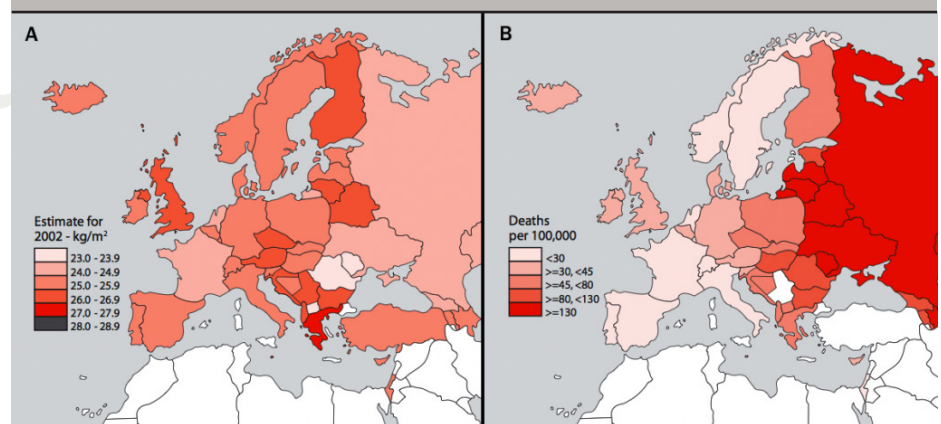 A
Estimate for
2002 - kg/m²
23.0 - 23.9
24.0 - 24.9
25.0 - 25.9
26.0 - 26.9
27.0 - 27.9
28.0 - 28.9
B
Deaths
per 100,000
<30
>=30, <45
>=45, <80
>=80, <130
>=130